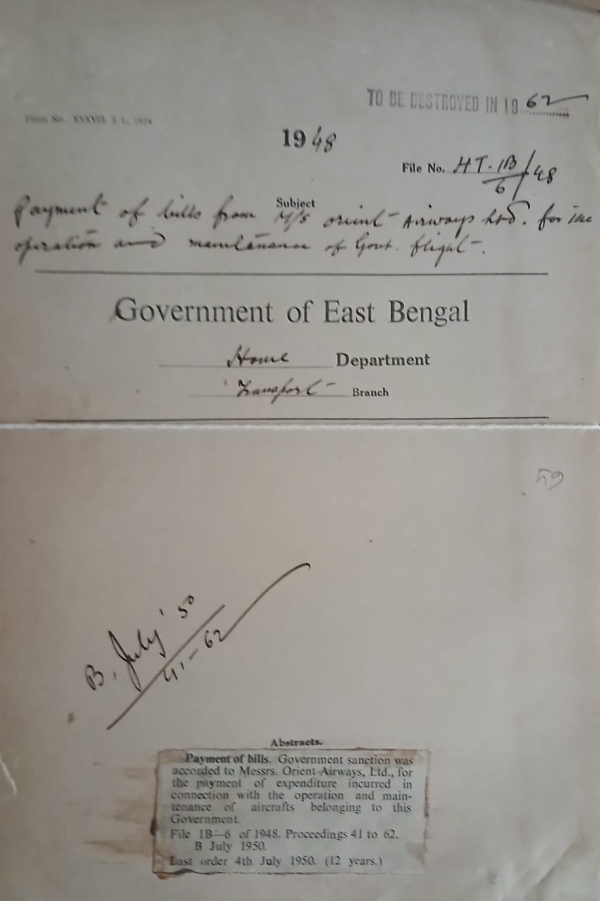 TO BE DESTROYED IN 1962
1948
File No. HT-1B/6/48
Subject
Payment of bills from M/s orient Airways Ltd. for the
operation and maintenance of Govt. flight.
Government of East Bengal
Home Department
Transport Branch
59
B. July '50
41-62
Abstracts.
Payment of bills. Government sanction was
accorded to Messrs. Orient Airways, Ltd., for
the payment of expenditure incurred in
connection with the operation and main-
tenance of aircrafts belonging to this
Government.
File 1B—6 of 1948. Proceedings 41 to 62.
B July 1950.
Last order 4th July 1950. (12 years.)